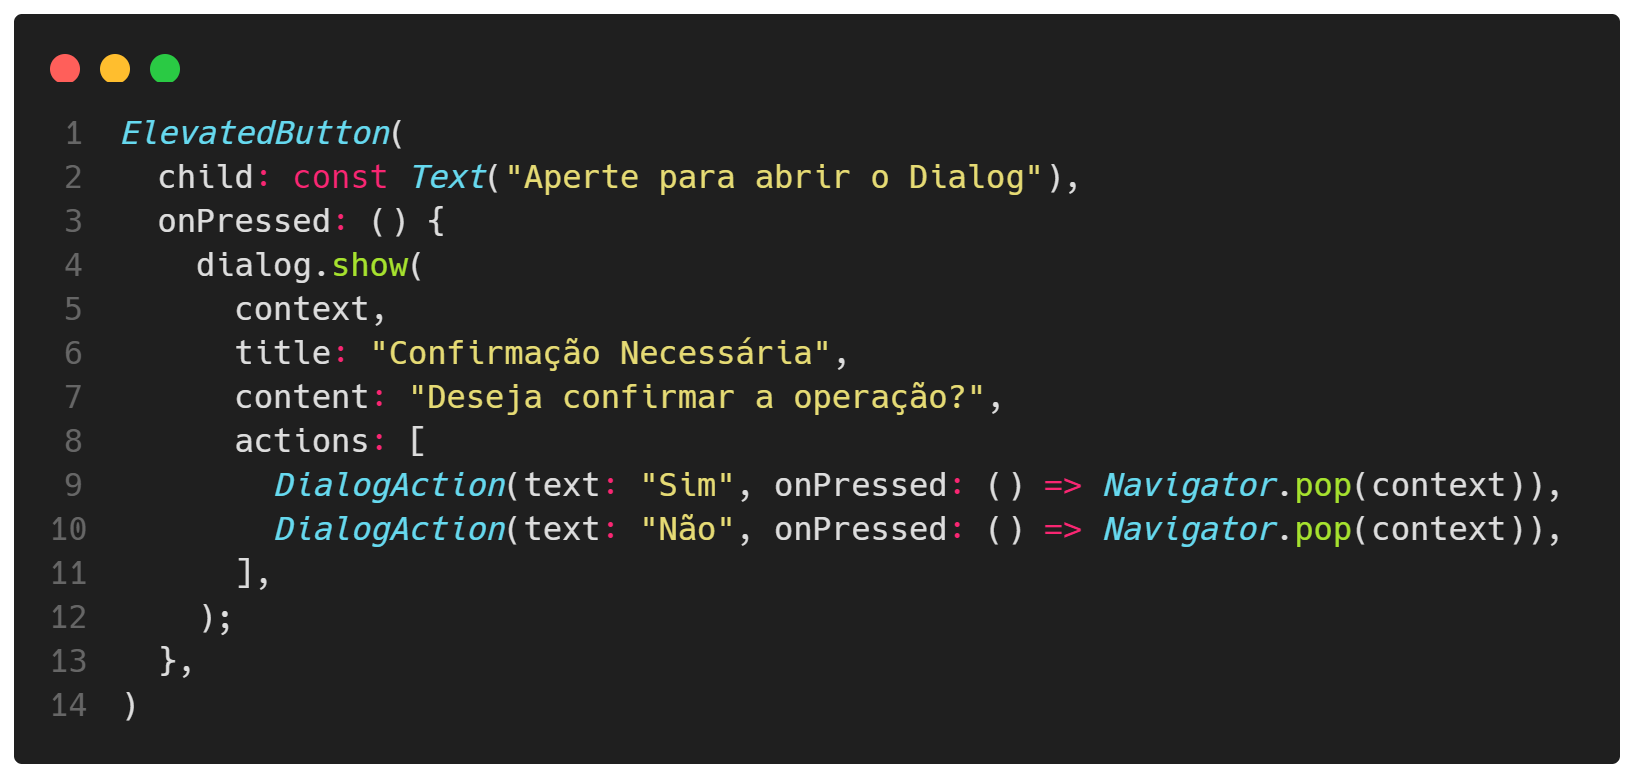 1 ElevatedButton(
2   child: const Text("Aperte para abrir o Dialog"),
3   onPressed: () {
4     dialog.show(
5       context,
6       title: "Confirmação Necessária",
7       content: "Deseja confirmar a operação?",
8       actions: [
9         DialogAction(text: "Sim", onPressed: () => Navigator.pop(context)),
10         DialogAction(text: "Não", onPressed: () => Navigator.pop(context)),
11       ],
12     );
13   },
14 )